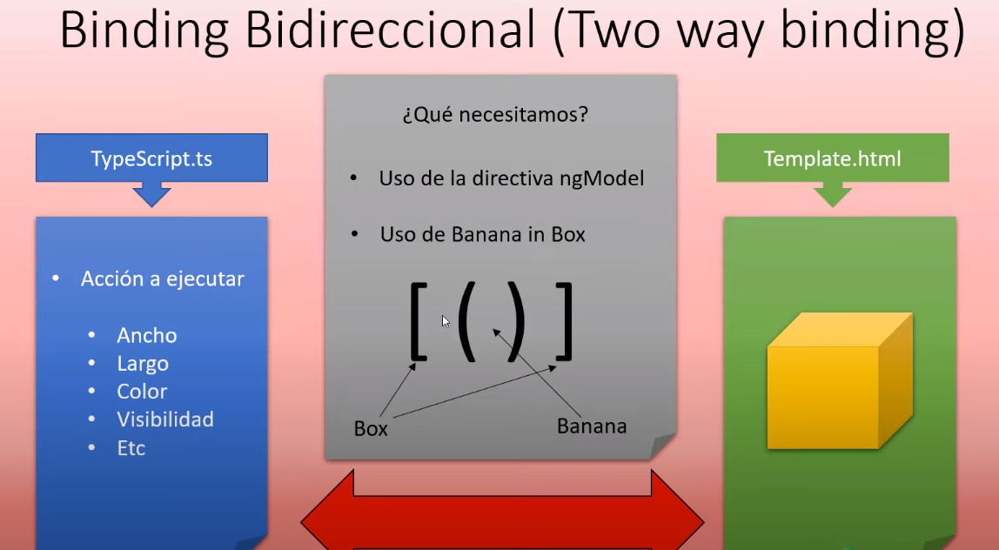 Binding Bidireccional (Two way binding)
TypeScript.ts
• Acción a ejecutar
• Ancho
• Largo
• Color
• Visibilidad
• Etc
¿Qué necesitamos?
• Uso de la directiva ngModel
• Uso de Banana in Box
[ ( ) ]
Box
Banana
Template.html